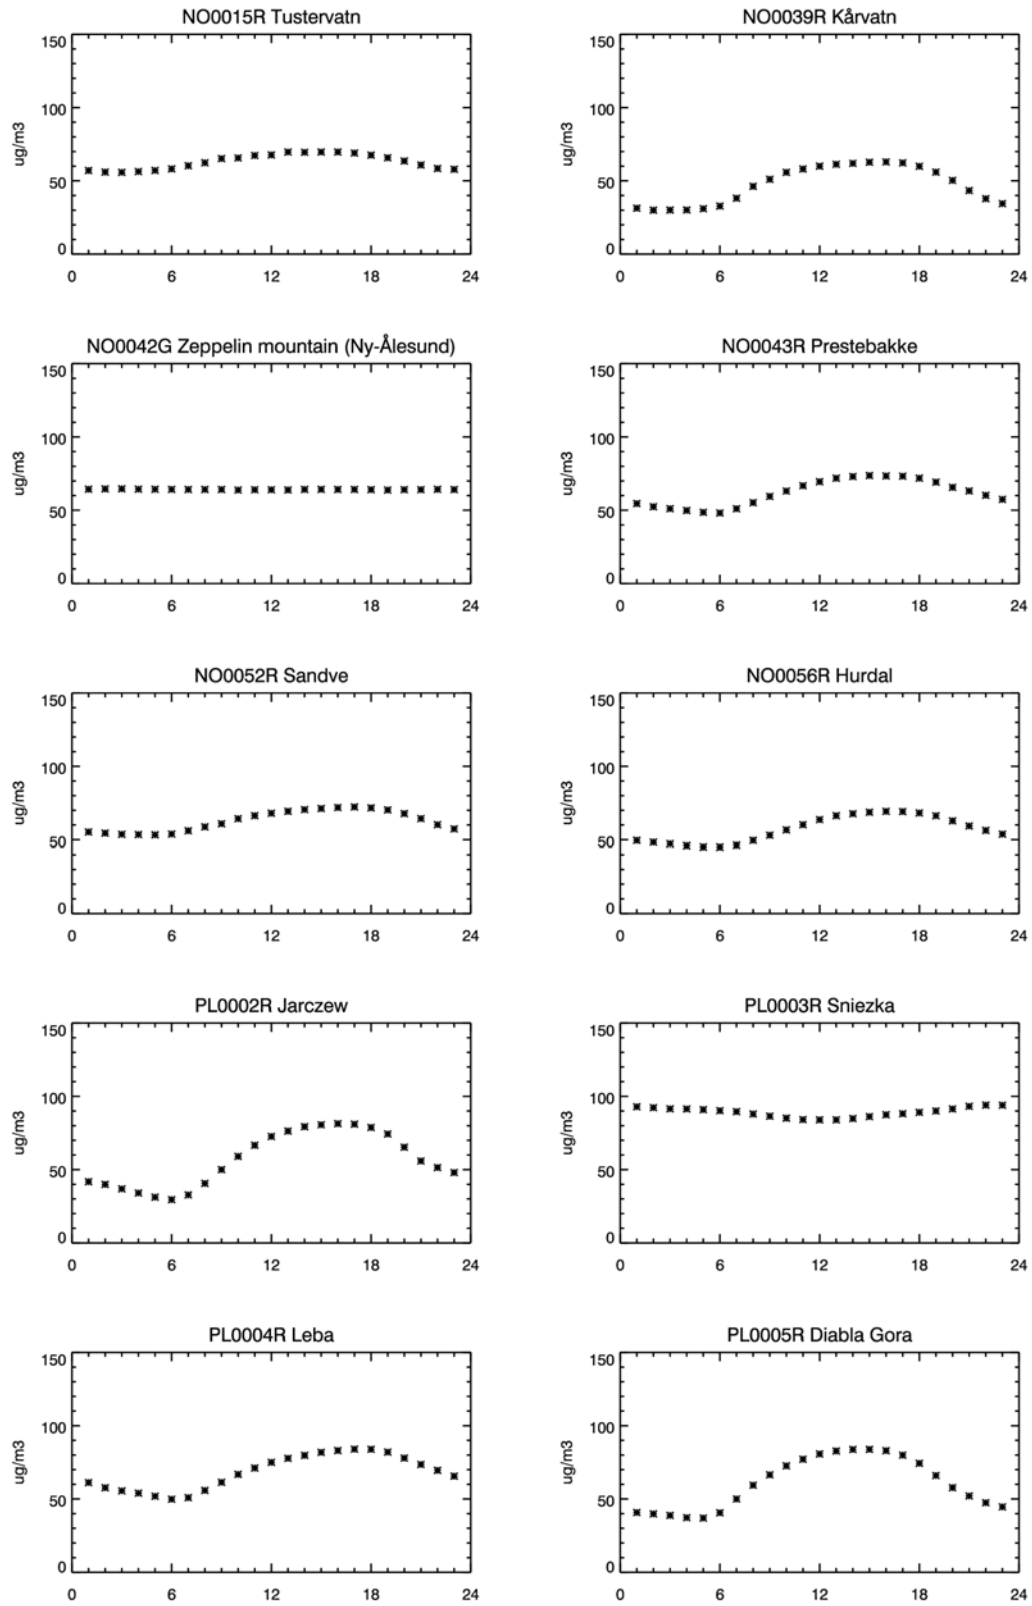 NO0015R Tustervatn
150
100
50
0
ug/m3
0 6 12 18 24
NO0039R Kårvatn
150
100
50
0
ug/m3
0 6 12 18 24
NO0042G Zeppelin mountain (Ny-Ålesund)
150
100
50
0
ug/m3
0 6 12 18 24
NO0043R Prestebakke
150
100
50
0
ug/m3
0 6 12 18 24
NO0052R Sandve
150
100
50
0
ug/m3
0 6 12 18 24
NO0056R Hurdal
150
100
50
0
ug/m3
0 6 12 18 24
PL0002R Jarczew
150
100
50
0
ug/m3
0 6 12 18 24
PL0003R Sniezka
150
100
50
0
ug/m3
0 6 12 18 24
PL0004R Leba
150
100
50
0
ug/m3
0 6 12 18 24
PL0005R Diabla Gora
150
100
50
0
ug/m3
0 6 12 18 24